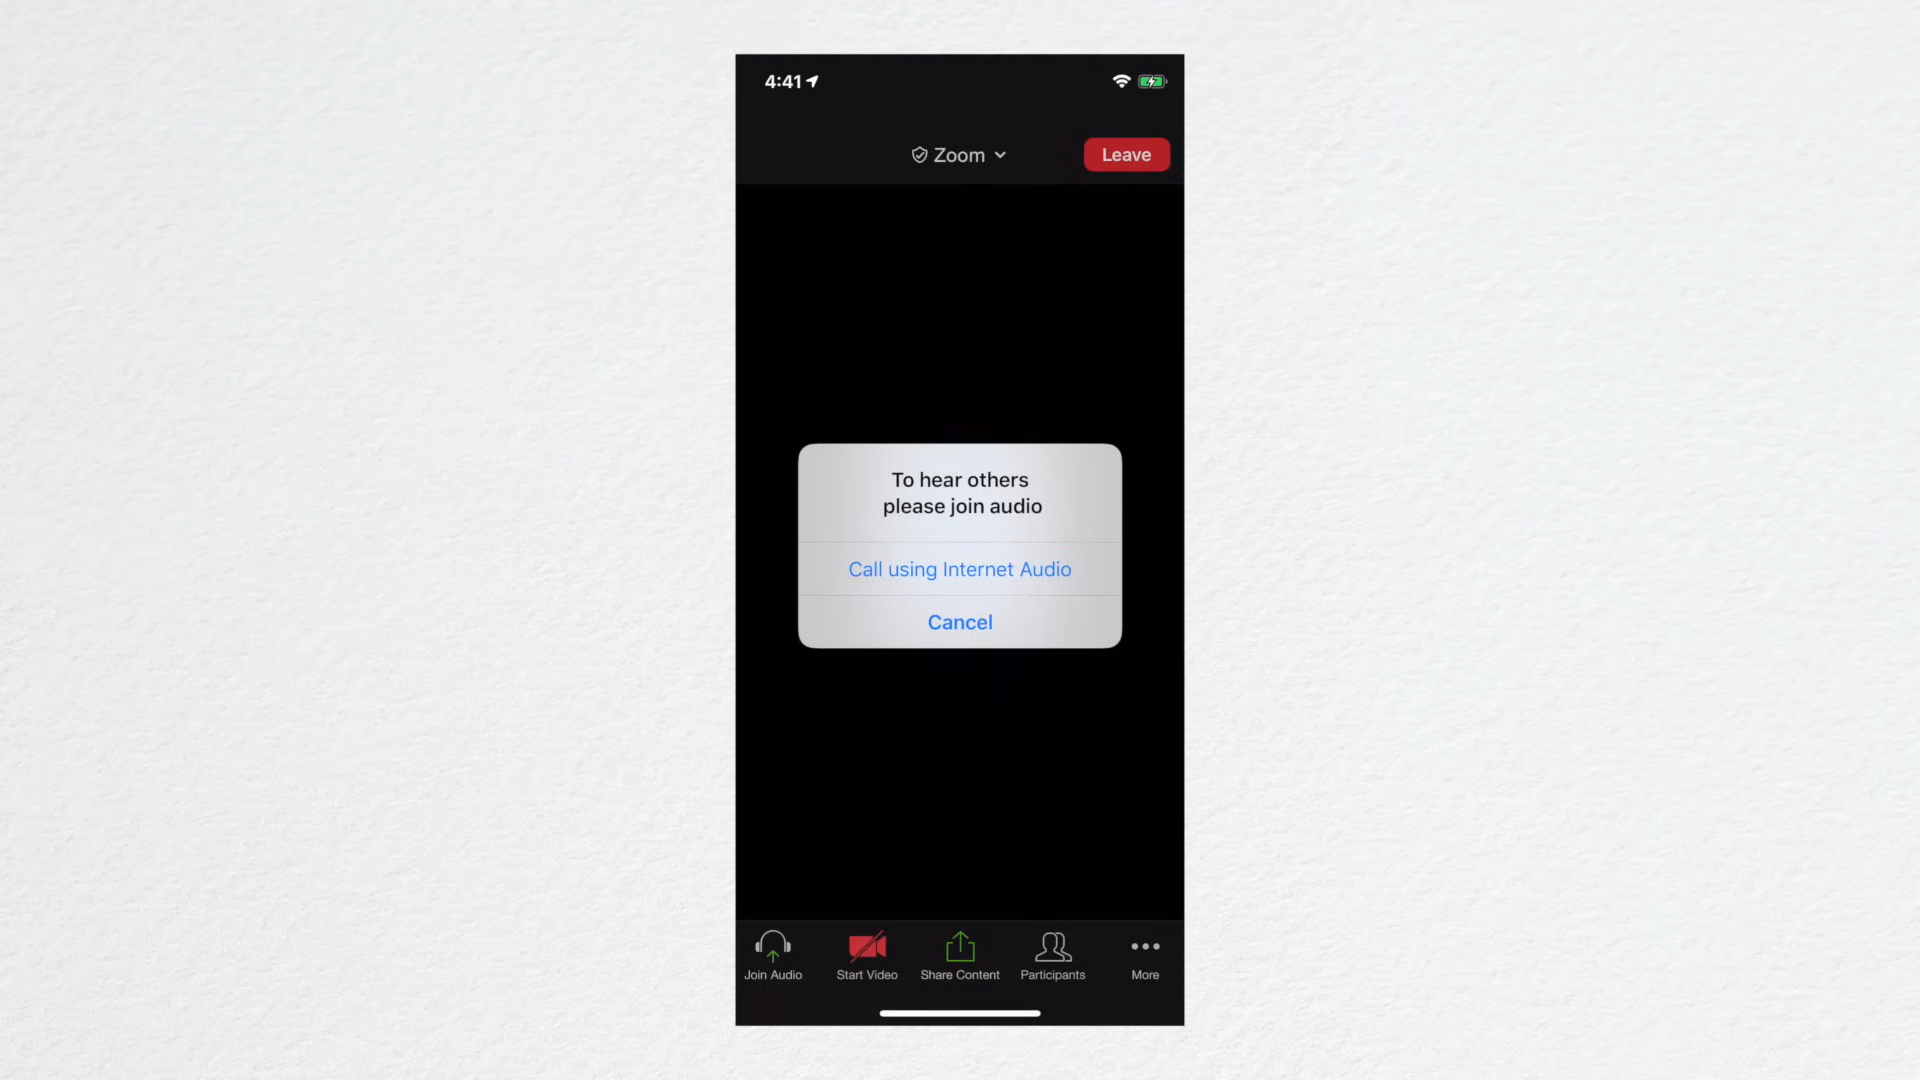 4:41
Zoom
Leave
To hear others
please join audio
Call using Internet Audio
Cancel
Join Audio
Start Video
Share Content
Participants
More